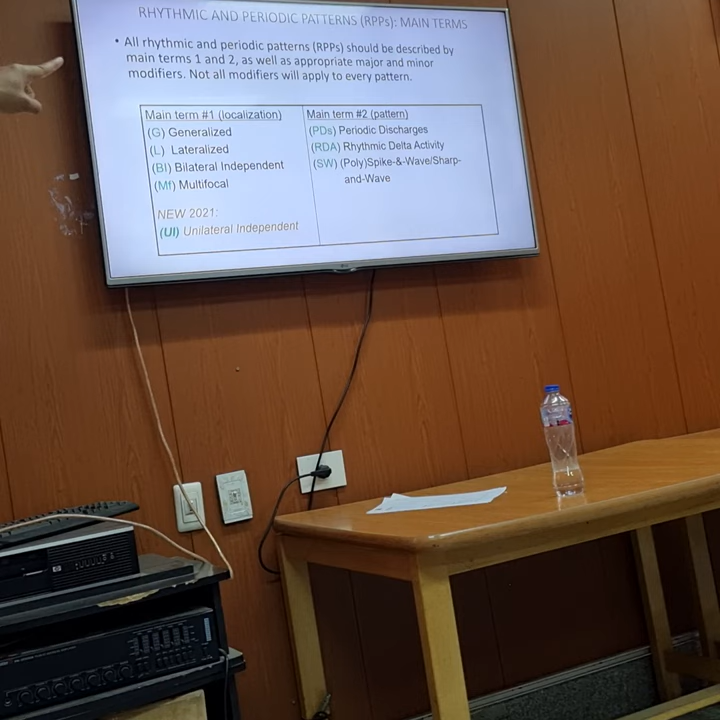 RHYTHMIC AND PERIODIC PATTERNS (RPPs): MAIN TERMS
• All rhythmic and periodic patterns (RPPs) should be described by
main terms 1 and 2, as well as appropriate major and minor
modifiers. Not all modifiers will apply to every pattern.
Main term #1 (localization)
(G) Generalized
(L) Lateralized
(BI) Bilateral Independent
(Mf) Multifocal
NEW 2021:
(UI) Unilateral Independent
Main term #2 (pattern)
(PDs) Periodic Discharges
(RDA) Rhythmic Delta Activity
(SW) (Poly)Spike-&-Wave/Sharp-
and-Wave
LG
hp